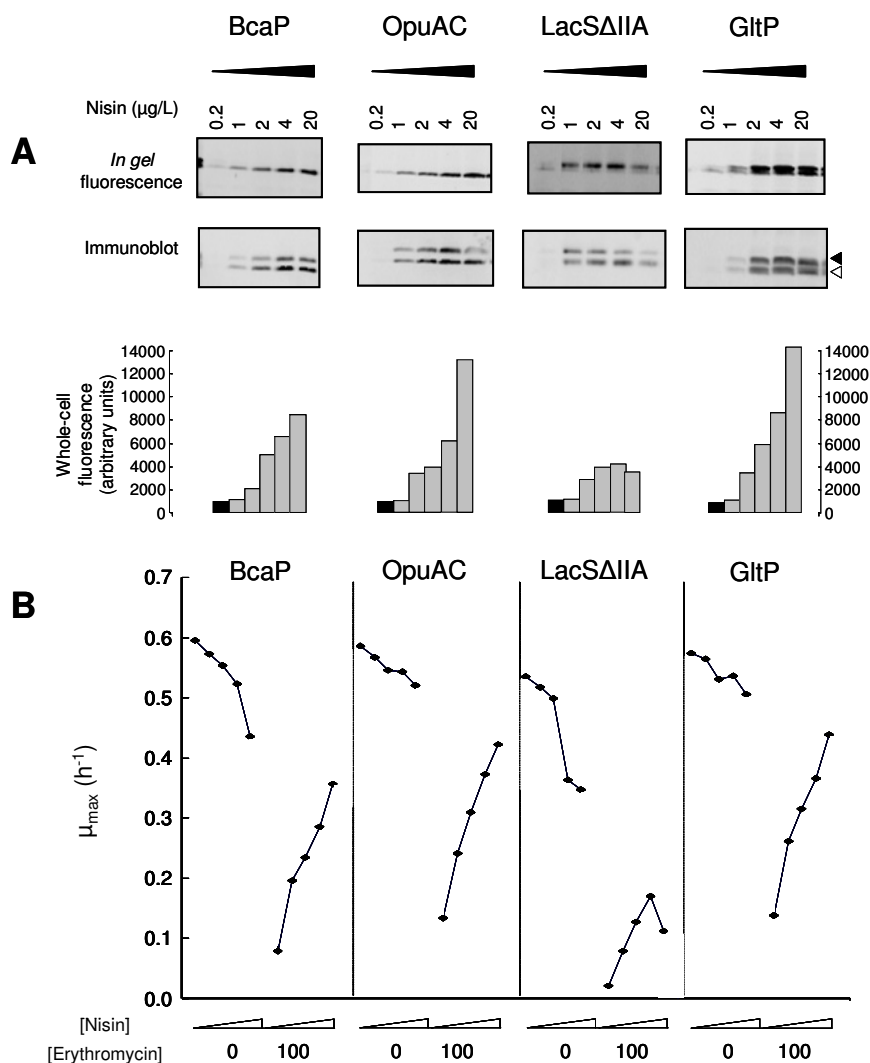 BcaP OpuAC LacSΔIIA GltP
Nisin (µg/L) 0.2 1 2 4 20 0.2 1 2 4 20 0.2 1 2 4 20 0.2 1 2 4 20
A
In gel
fluorescence
Immunoblot
Whole-cell
fluorescence
(arbitrary units)
14000 14000
12000 12000
10000 10000
8000 8000
6000 6000
4000 4000
2000 2000
0 0
B
BcaP OpuAC LacSΔIIA GltP
µmax (h-1)
0.7
0.6
0.5
0.4
0.3
0.2
0.1
0.0
[Nisin]
[Erythromycin] 0 100 0 100 0 100 0 100